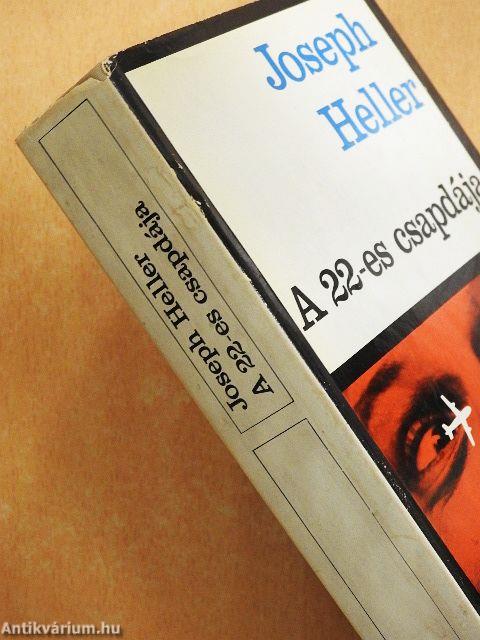 Joseph
Heller
A 22-es csapdája
Joseph Heller
A 22-es csapdája
Antikvárium.hu